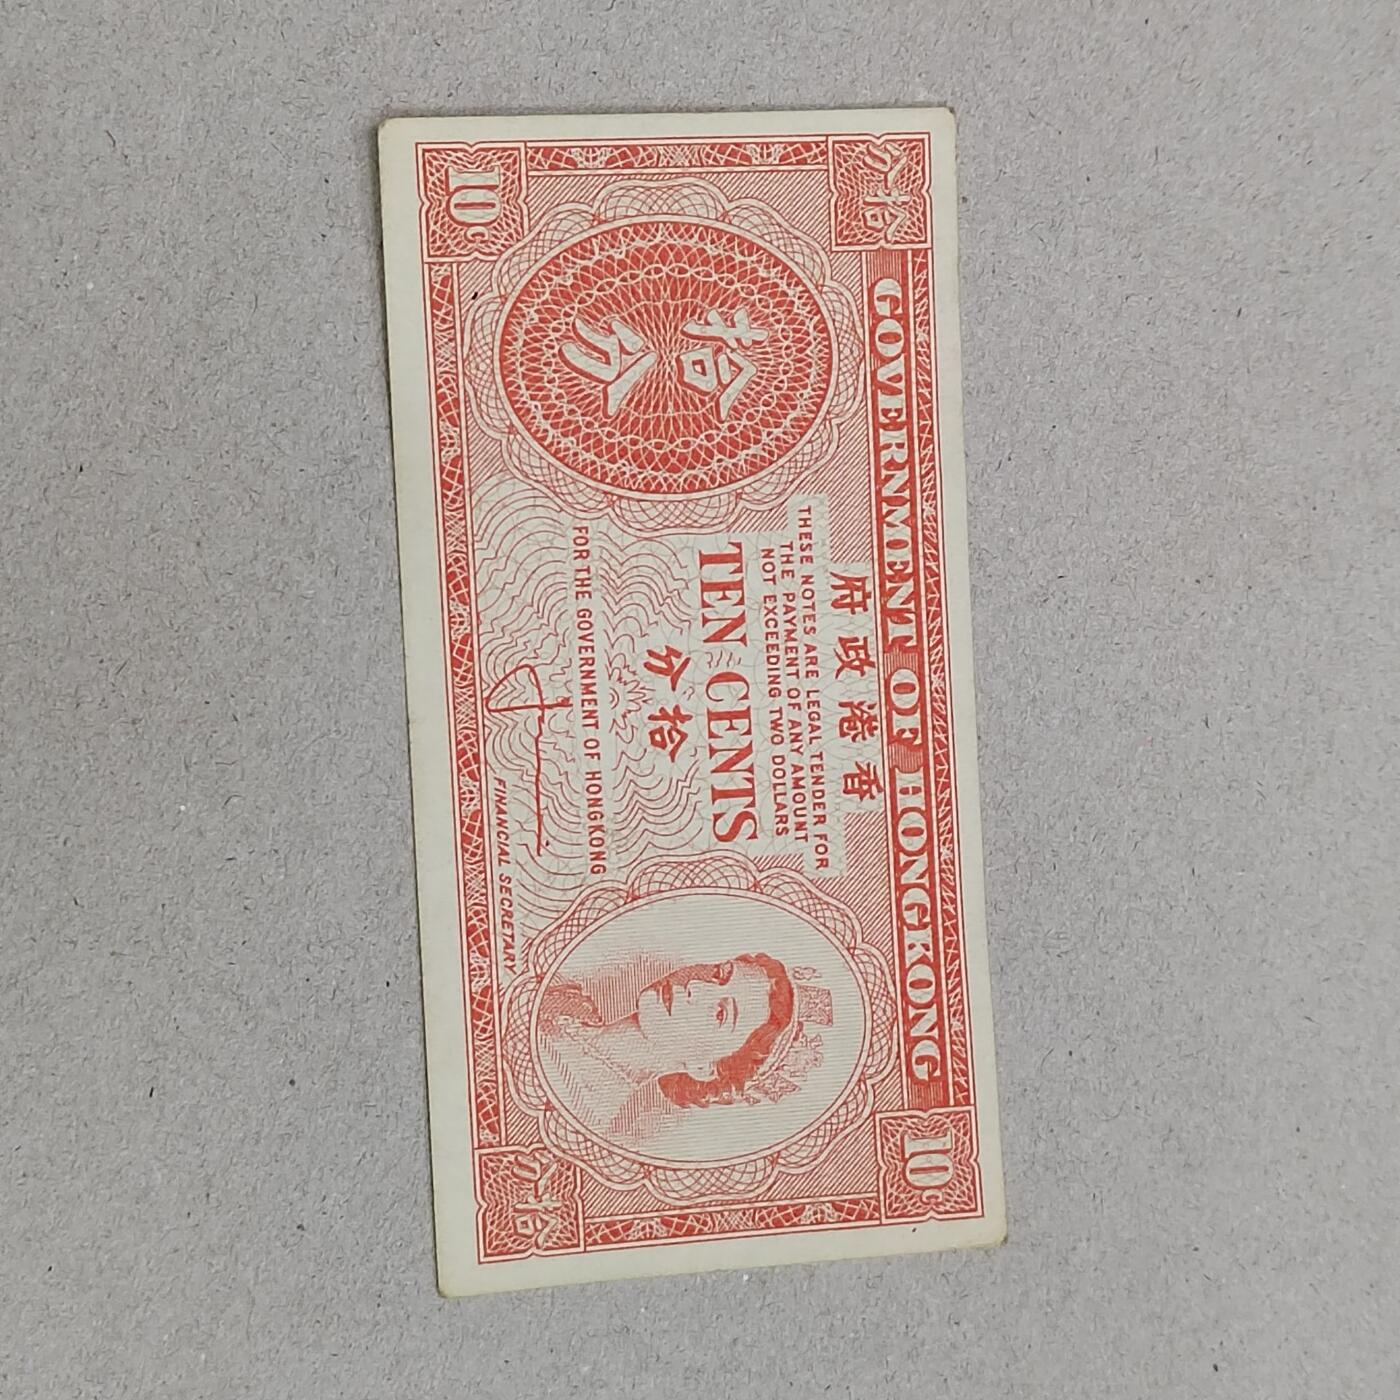 分拾
GOVERNMENT OF HONGKONG
10c
府政港香
THESE NOTES ARE LEGAL TENDER FOR
THE PAYMENT OF ANY AMOUNT
NOT EXCEEDING TWO DOLLARS
TEN CENTS
分拾
拾
分
FOR THE GOVERNMENT OF HONGKONG
FINANCIAL SECRETARY
10c
分拾